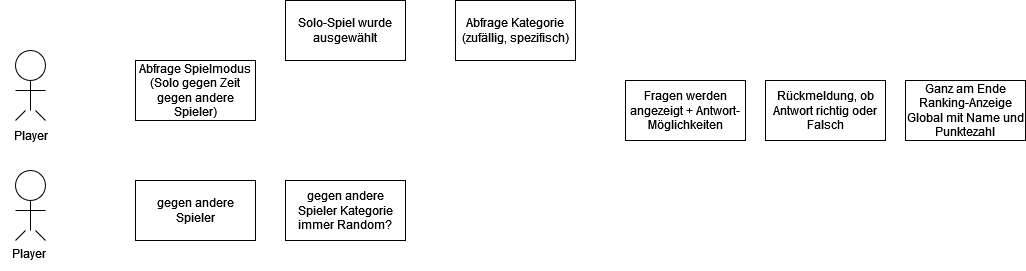 Solo-Spiel wurde
ausgewählt
Abfrage Kategorie
(zufällig, spezifisch)
Player
Abfrage Spielmodus
(Solo gegen Zeit
gegen andere
Spieler)
Fragen werden
angezeigt + Antwort-
Möglichkeiten
Rückmeldung, ob
Antwort richtig oder
Falsch
Ganz am Ende
Ranking-Anzeige
Global mit Name und
Punktezahl
Player
gegen andere
Spieler
gegen andere
Spieler Kategorie
immer Random?